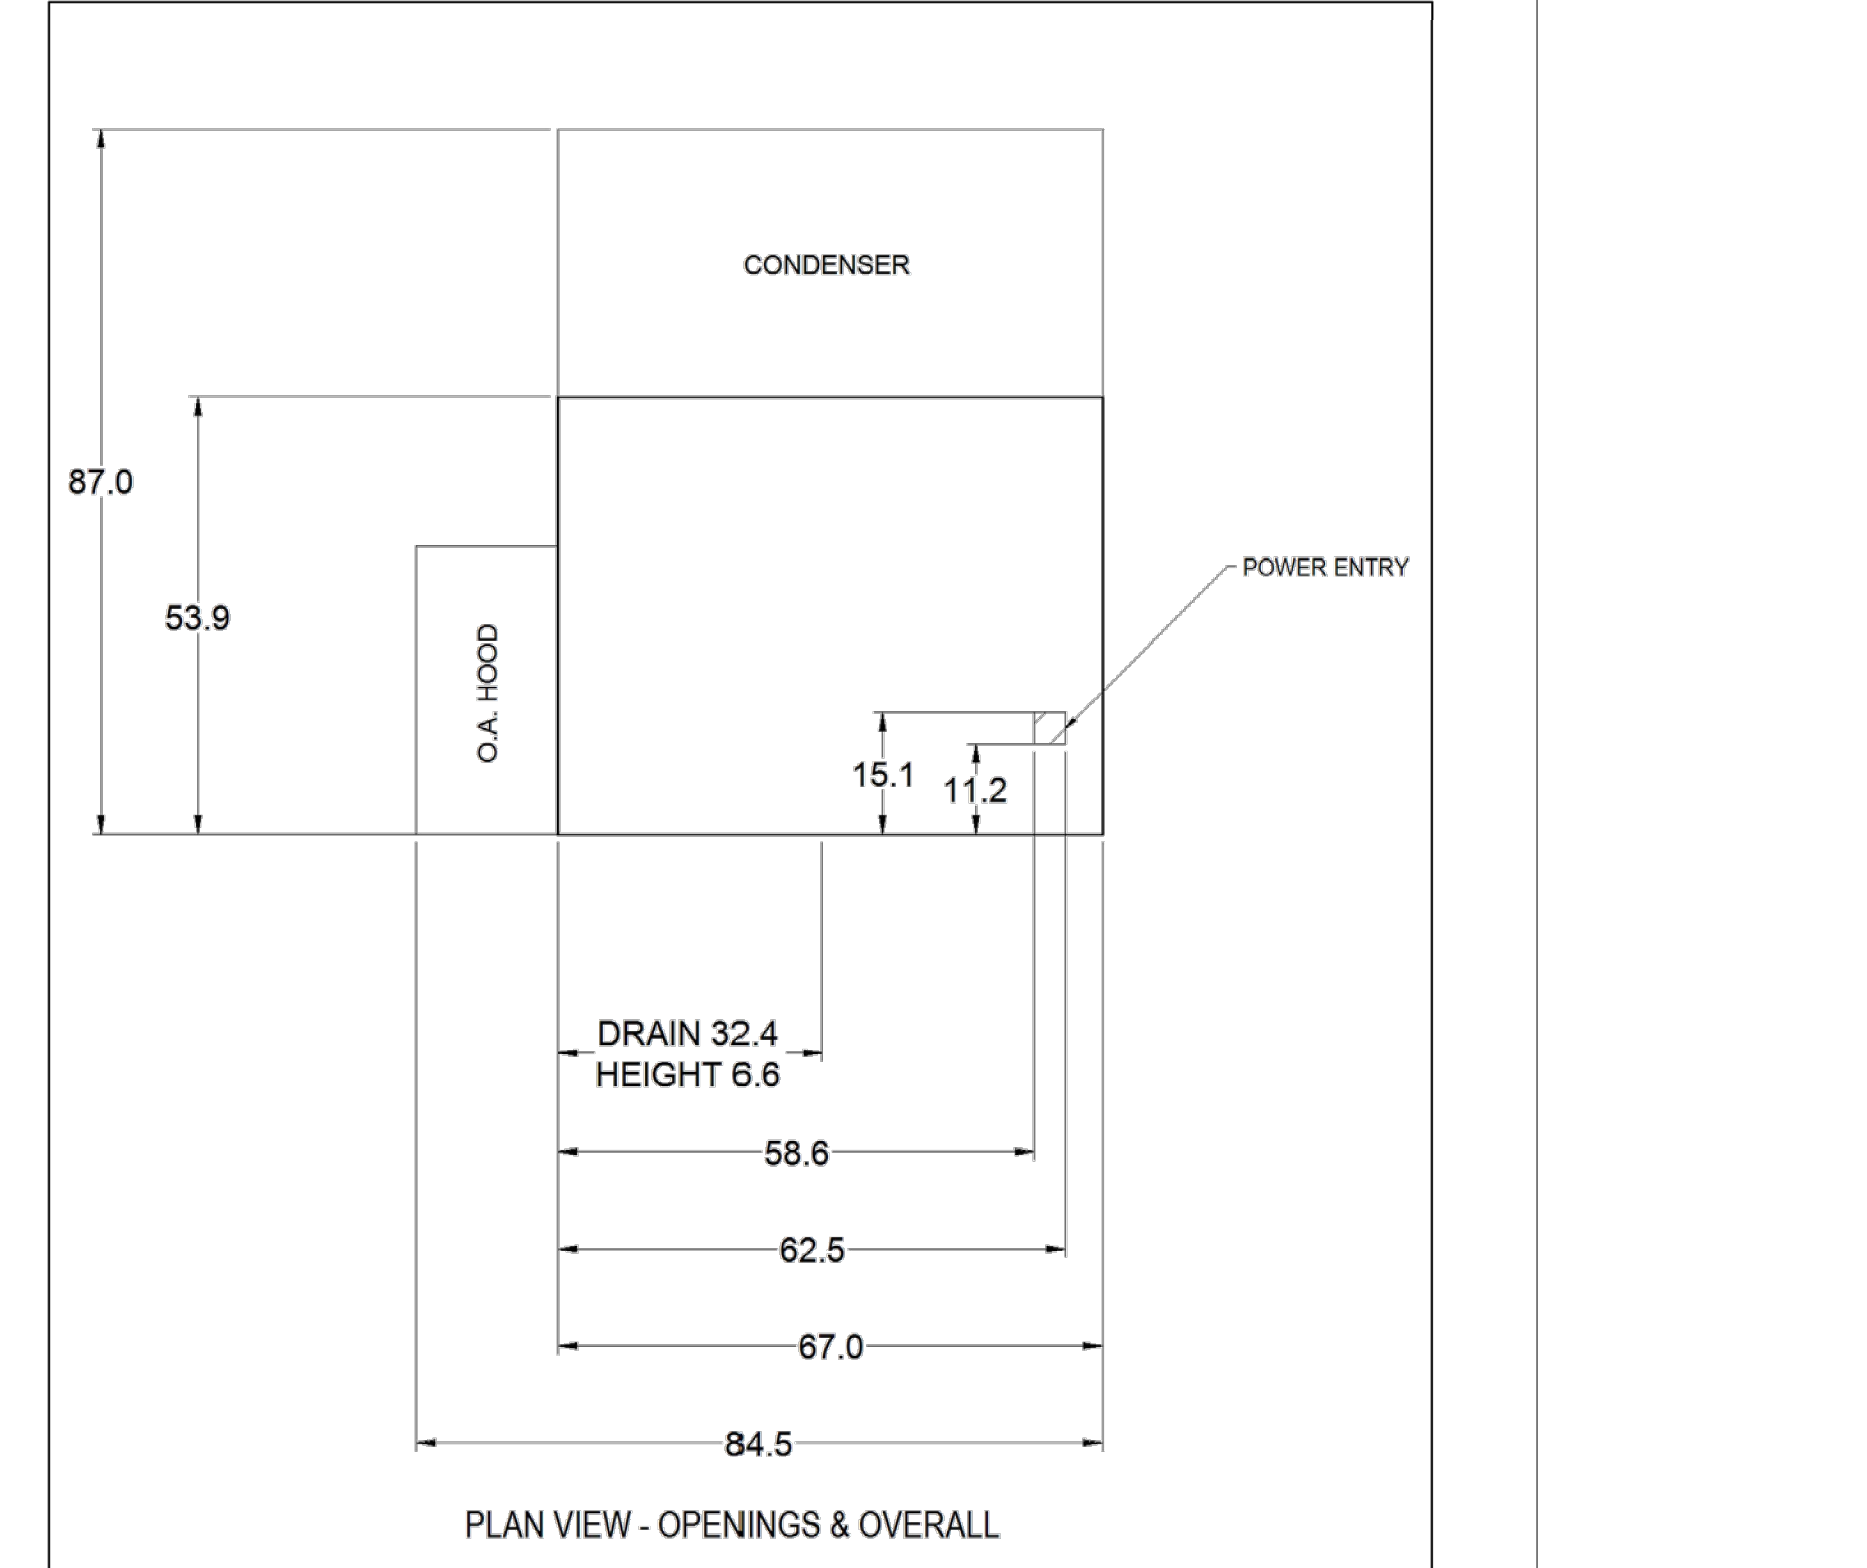 CONDENSER
87.0
POWER ENTRY
53.9
O.A. HOOD
15.1
11.2
DRAIN 32.4
HEIGHT 6.6
58.6
62.5
67.0
84.5
PLAN VIEW - OPENINGS & OVERALL